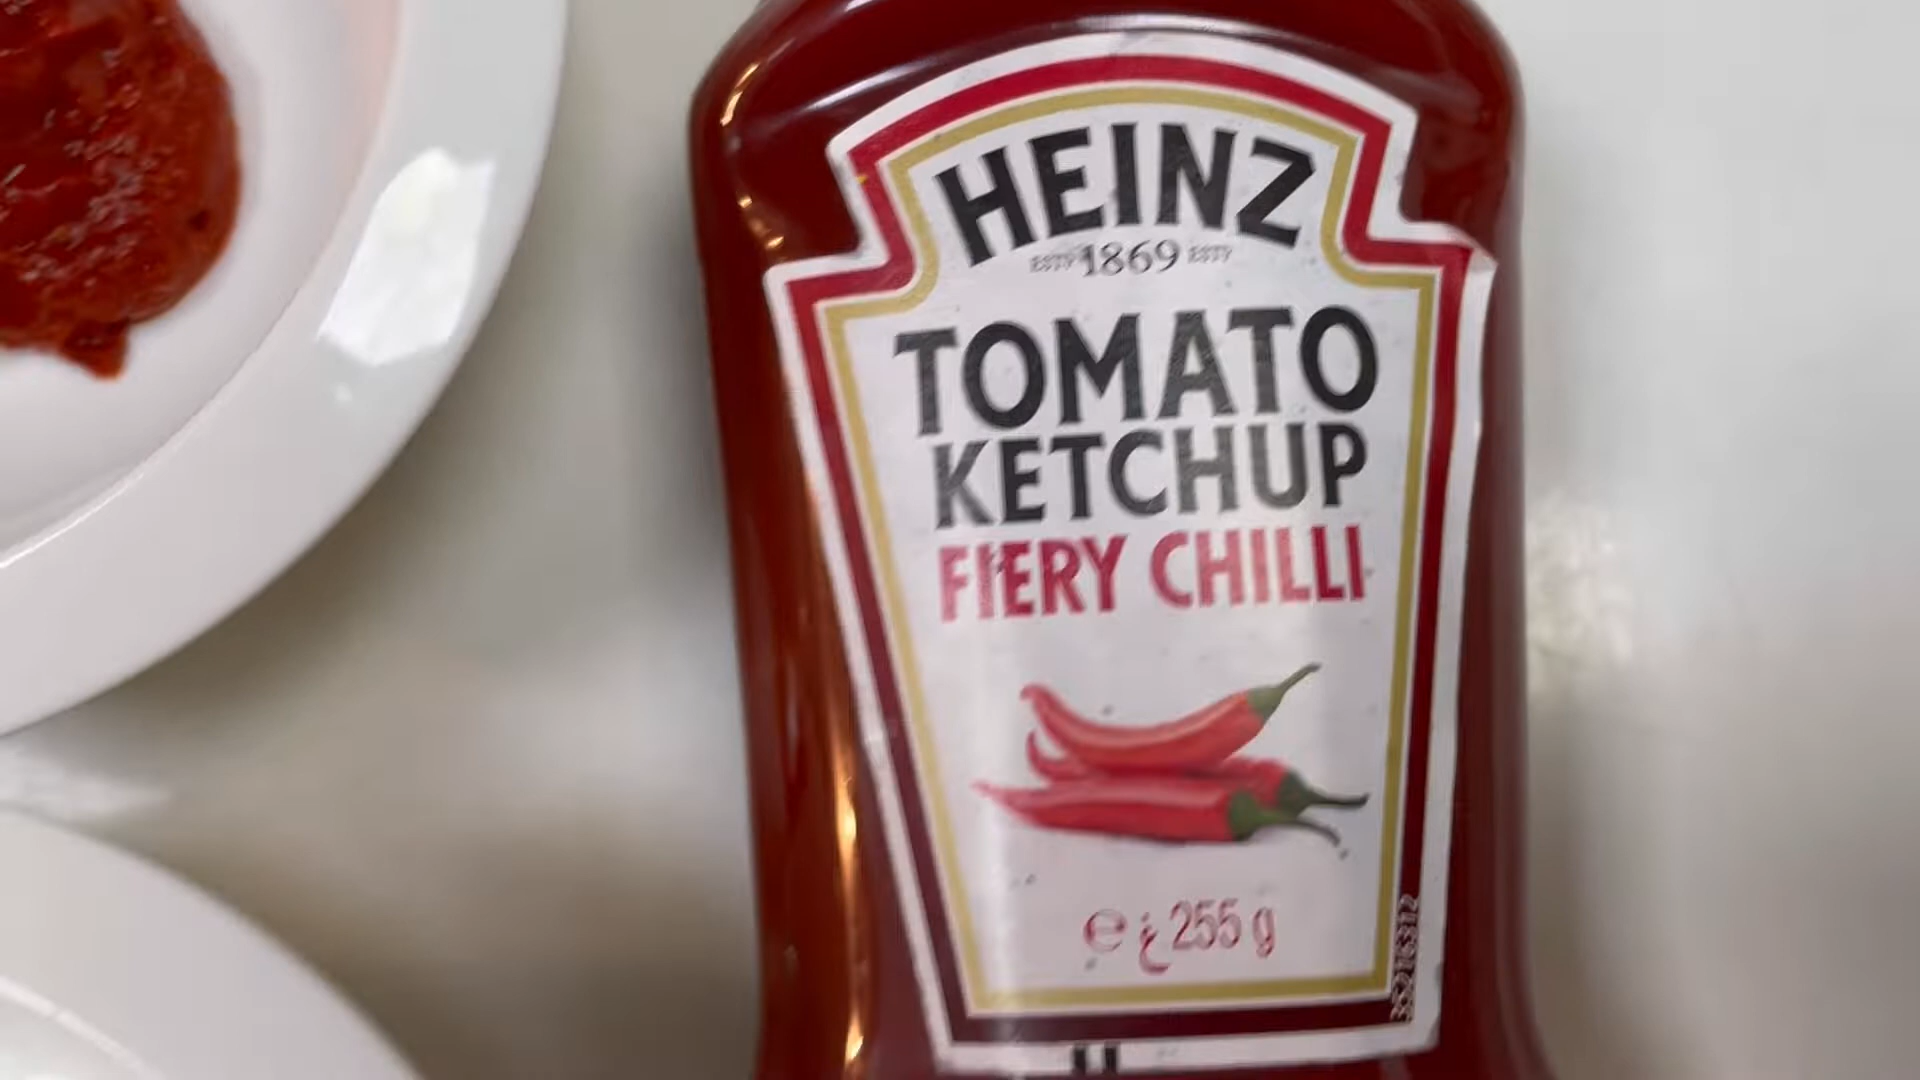 HEINZ
ESTD 1869 ESTD
TOMATO
KETCHUP
FIERY CHILLI
℮ غ 255 g